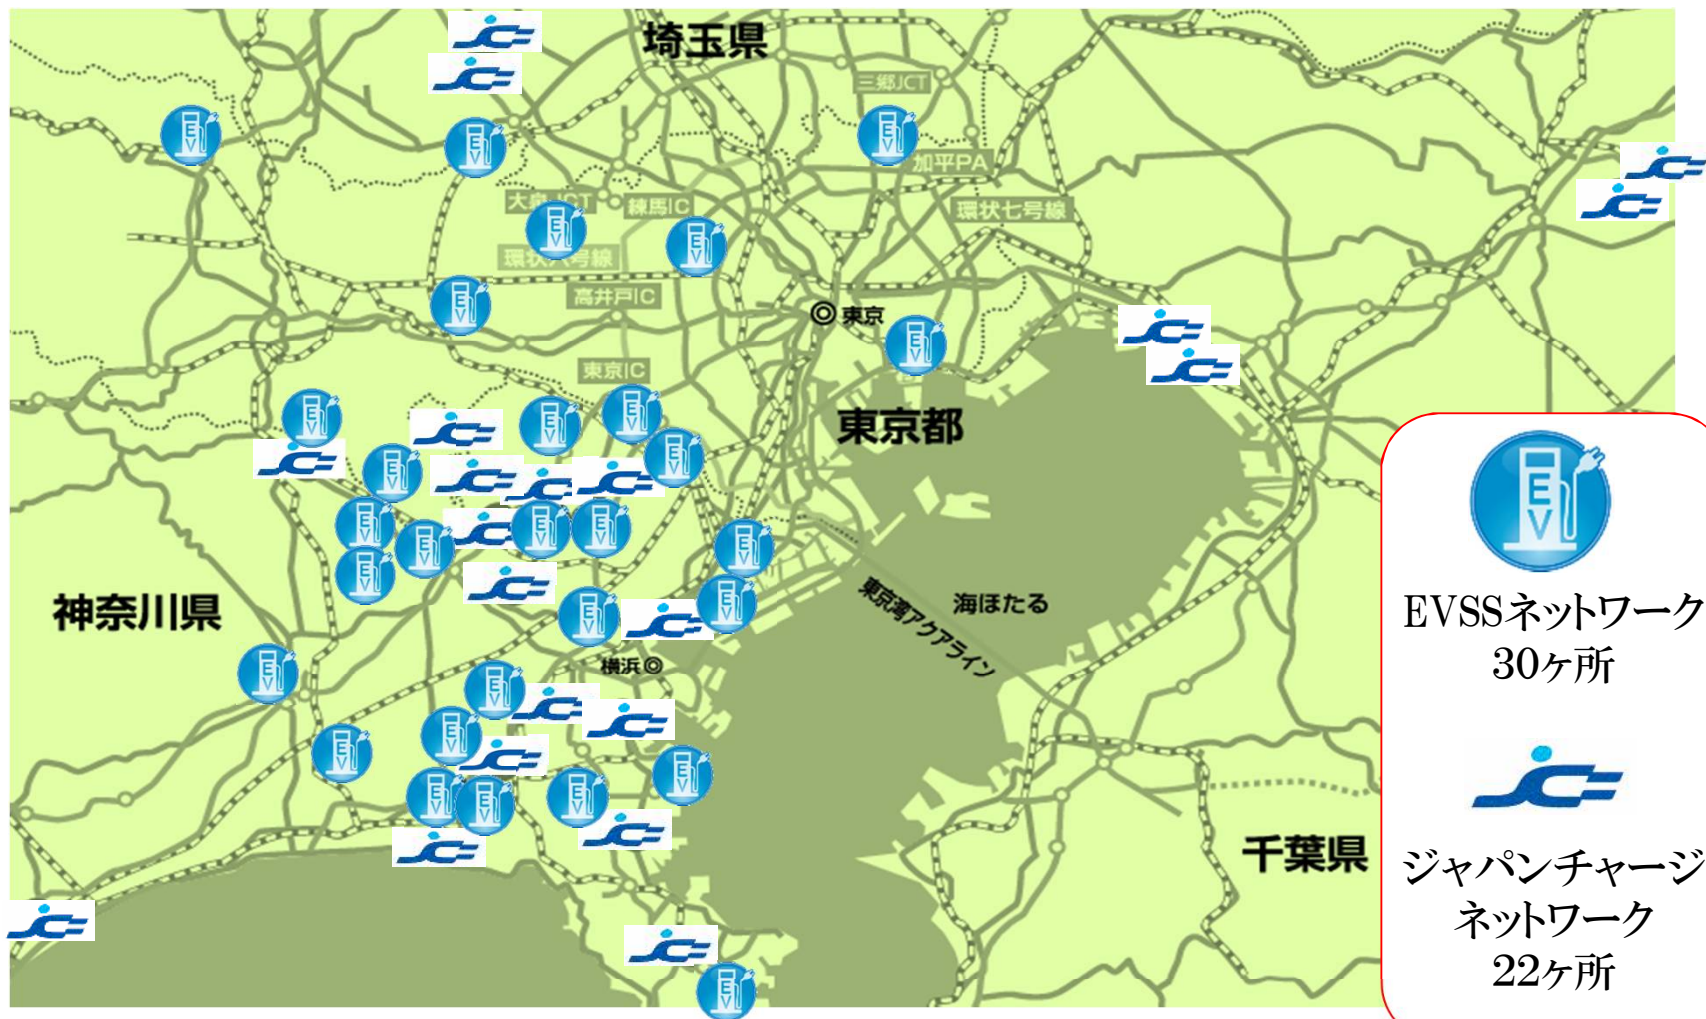 埼玉県
三郷JCT
加平PA
大泉JCT
練馬IC
環状七号線
環状八号線
高井戸IC
東京
東京IC
東京都
神奈川県
東京湾アクアライン
海ほたる
横浜
千葉県
EV
EVSSネットワーク
30ヶ所
ジャパンチャージ
ネットワーク
22ヶ所